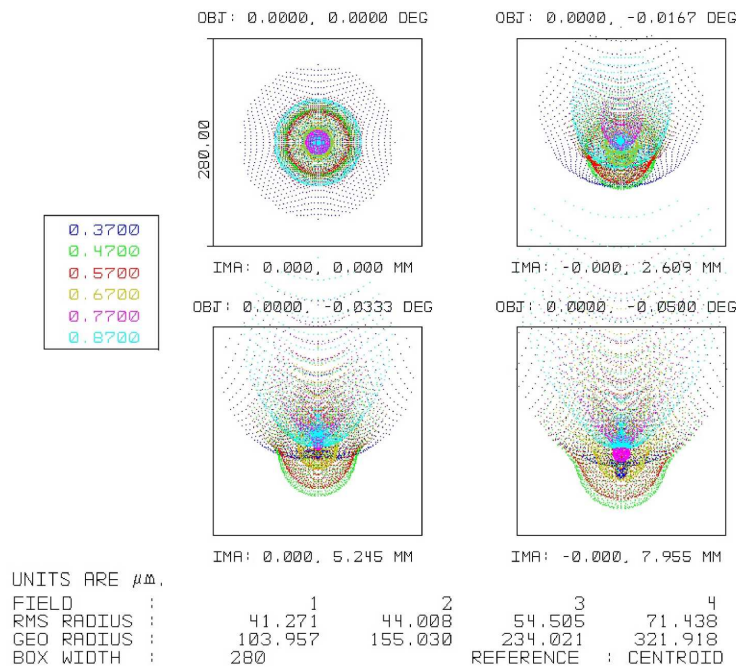 OBJ: 0.0000, 0.0000 DEG
OBJ: 0.0000, -0.0167 DEG
280.00
IMA: 0.000, 0.000 MM
IMA: -0.000, 2.609 MM
0.3700
0.4700
0.5700
0.6700
0.7700
0.8700
OBJ: 0.0000, -0.0333 DEG
OBJ: 0.0000, -0.0500 DEG
IMA: 0.000, 5.245 MM
IMA: -0.000, 7.955 MM
UNITS ARE µm.
FIELD : 1 2 3 4
RMS RADIUS : 41.271 44.008 54.505 71.438
GEO RADIUS : 103.957 155.030 234.021 321.918
BOX WIDTH : 280 REFERENCE : CENTROID